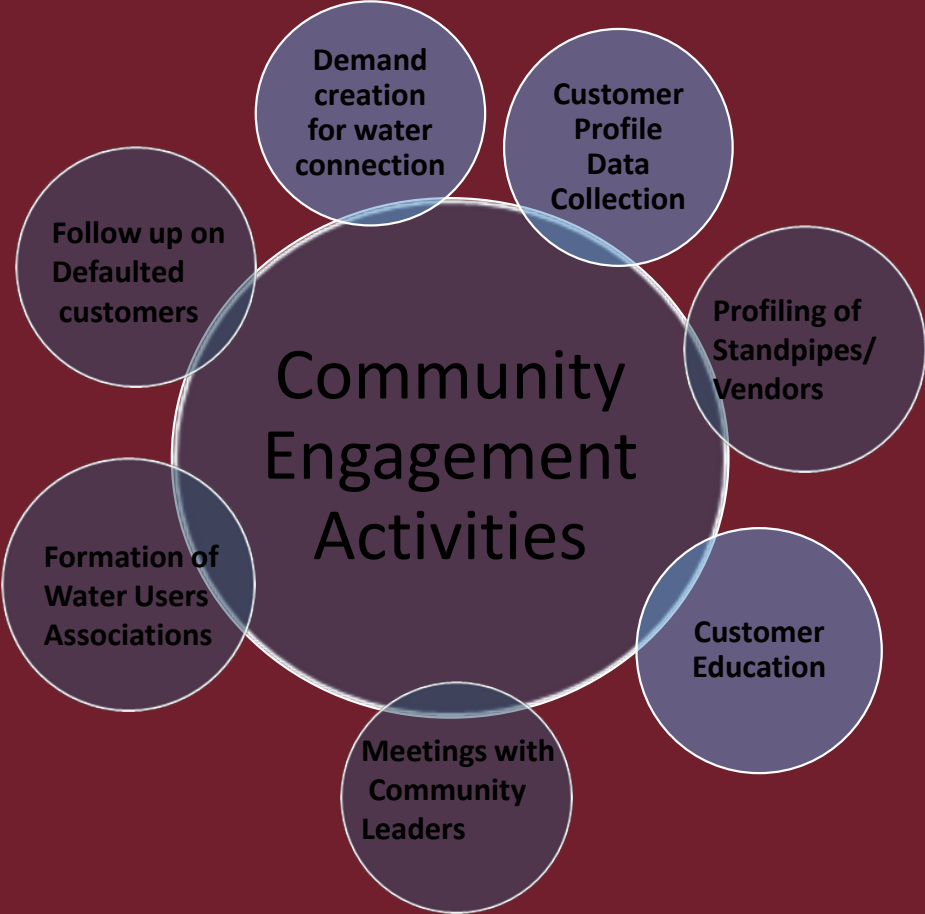 Demand
creation
for water
connection
Customer
Profile
Data
Collection
Follow up on
Defaulted
customers
Profiling of
Standpipes/
Vendors
Community
Engagement
Activities
Formation of
Water Users
Associations
Customer
Education
Meetings with
Community
Leaders